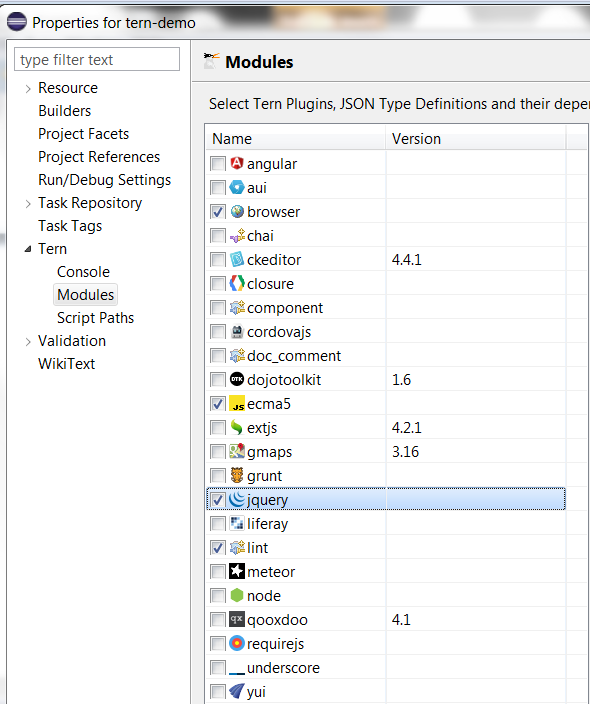 Properties for tern-demo
type filter text
Resource
Builders
Project Facets
Project References
Run/Debug Settings
Task Repository
Task Tags
Tern
Console
Modules
Script Paths
Validation
WikiText
Modules
Select Tern Plugins, JSON Type Definitions and their depe
Name Version
angular
aui
browser
chai
ckeditor 4.4.1
closure
component
cordovajs
doc_comment
dojotoolkit 1.6
ecma5
extjs 4.2.1
gmaps 3.16
grunt
jquery
liferay
lint
meteor
node
qooxdoo 4.1
requirejs
underscore
yui